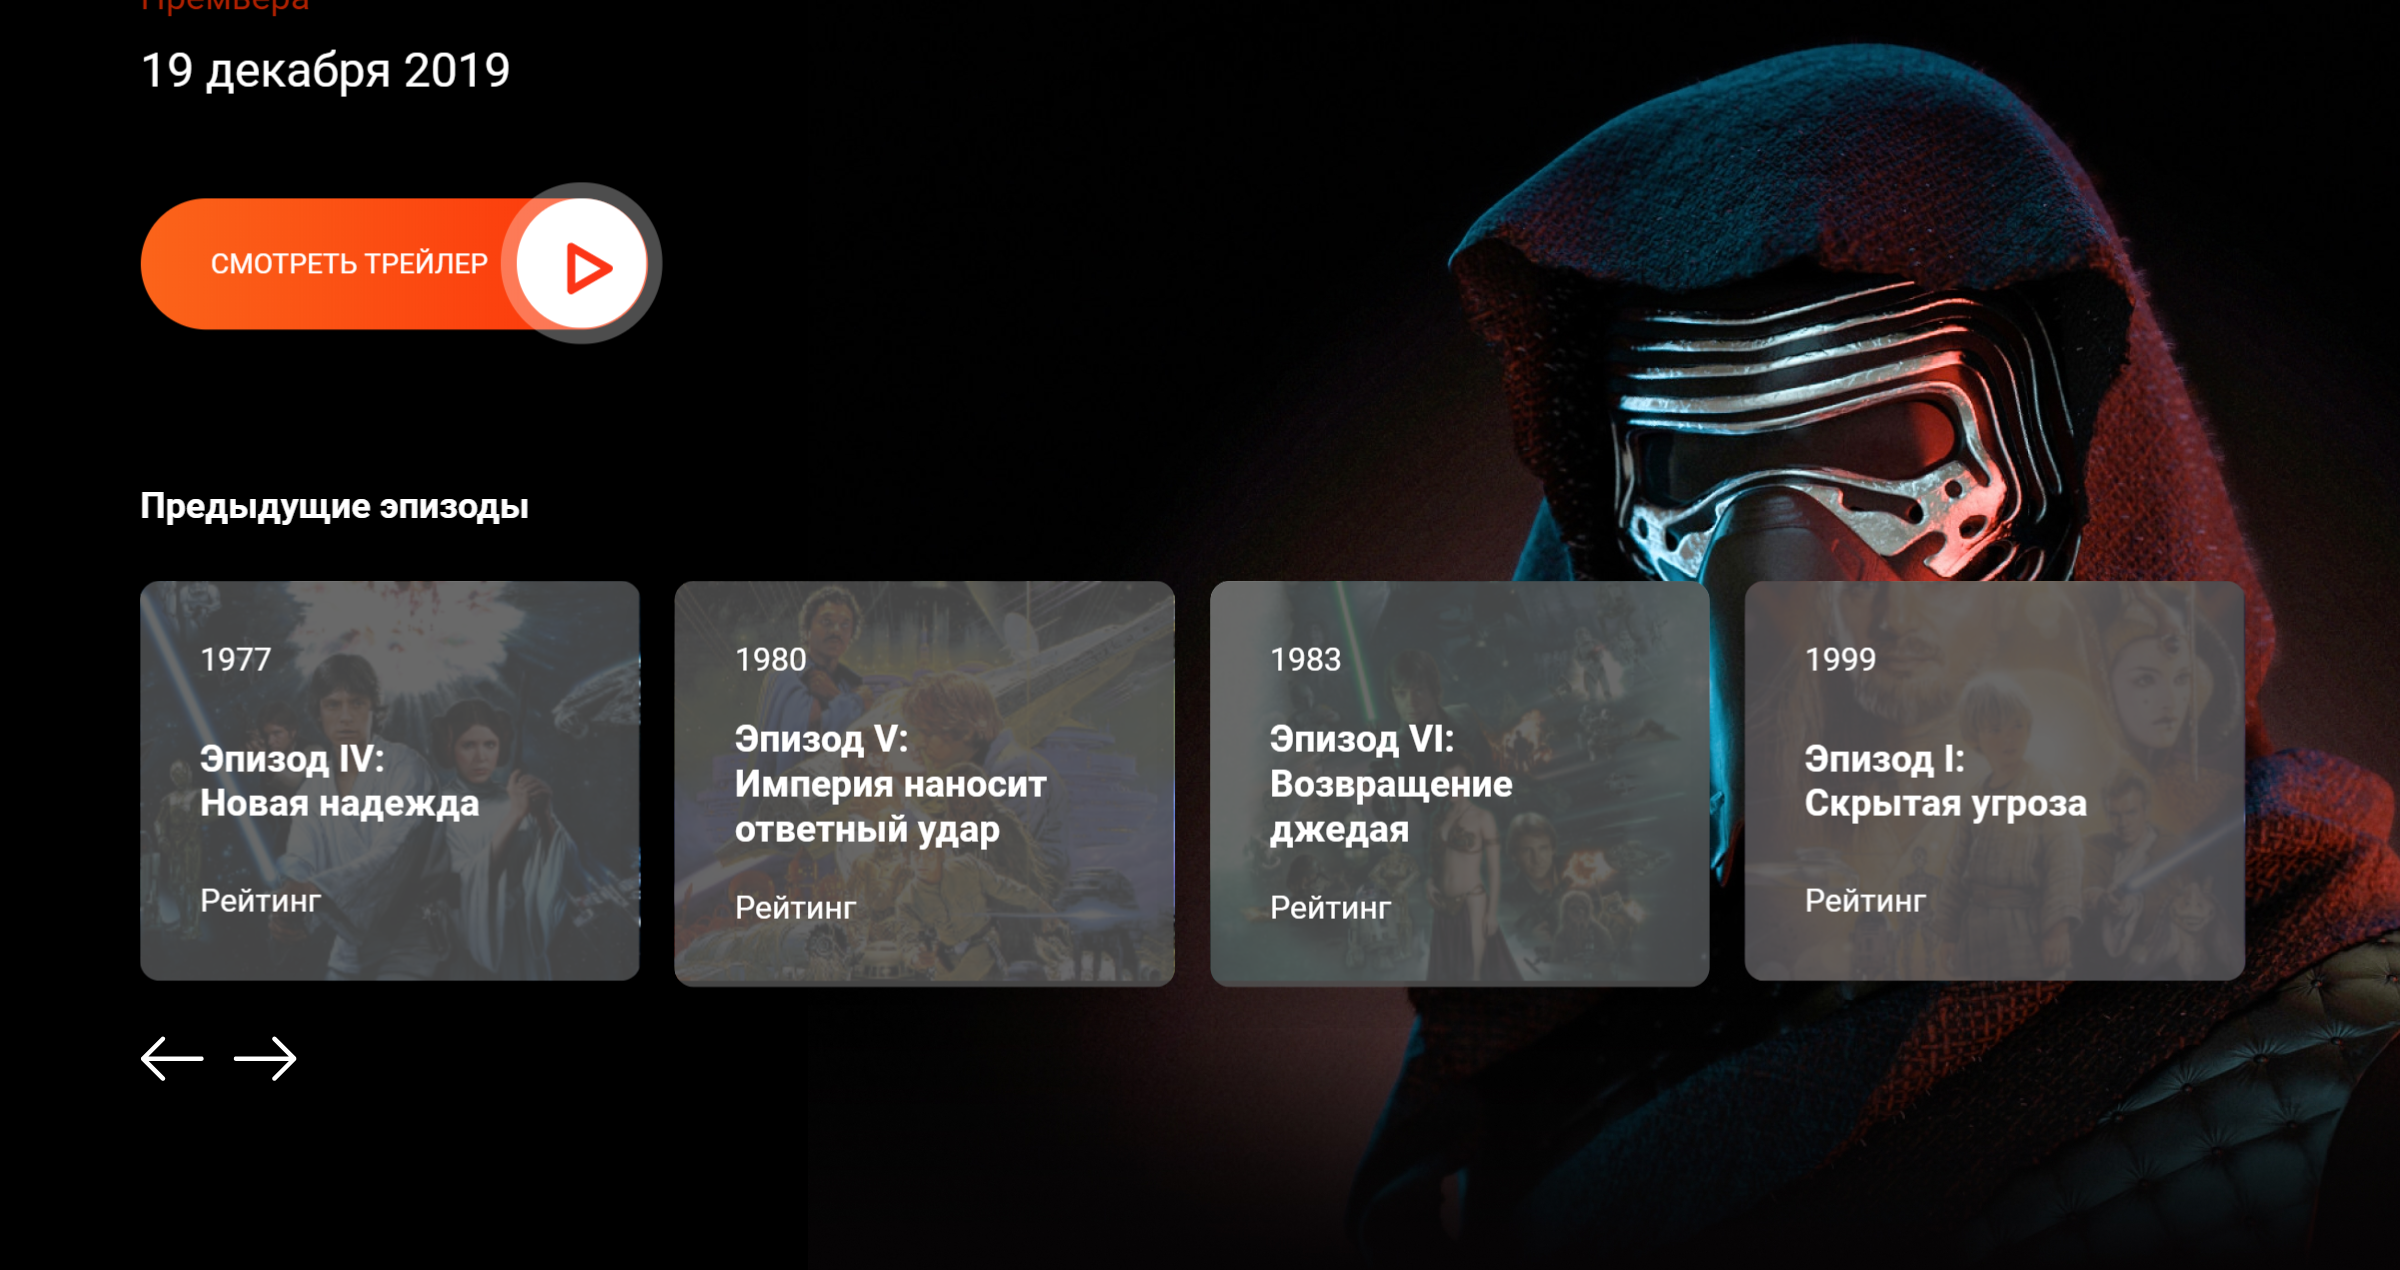 Премьера
19 декабря 2019
СМОТРЕТЬ ТРЕЙЛЕР
Предыдущие эпизоды
1977
Эпизод IV:
Новая надежда
Рейтинг
1980
Эпизод V:
Империя наносит
ответный удар
Рейтинг
1983
Эпизод VI:
Возвращение
джедая
Рейтинг
1999
Эпизод I:
Скрытая угроза
Рейтинг